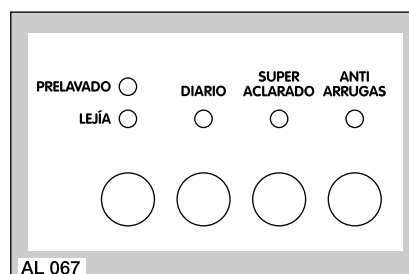 PRELAVADO
LEJÍA
DIARIO
SUPER
ACLARADO
ANTI
ARRUGAS
AL 067